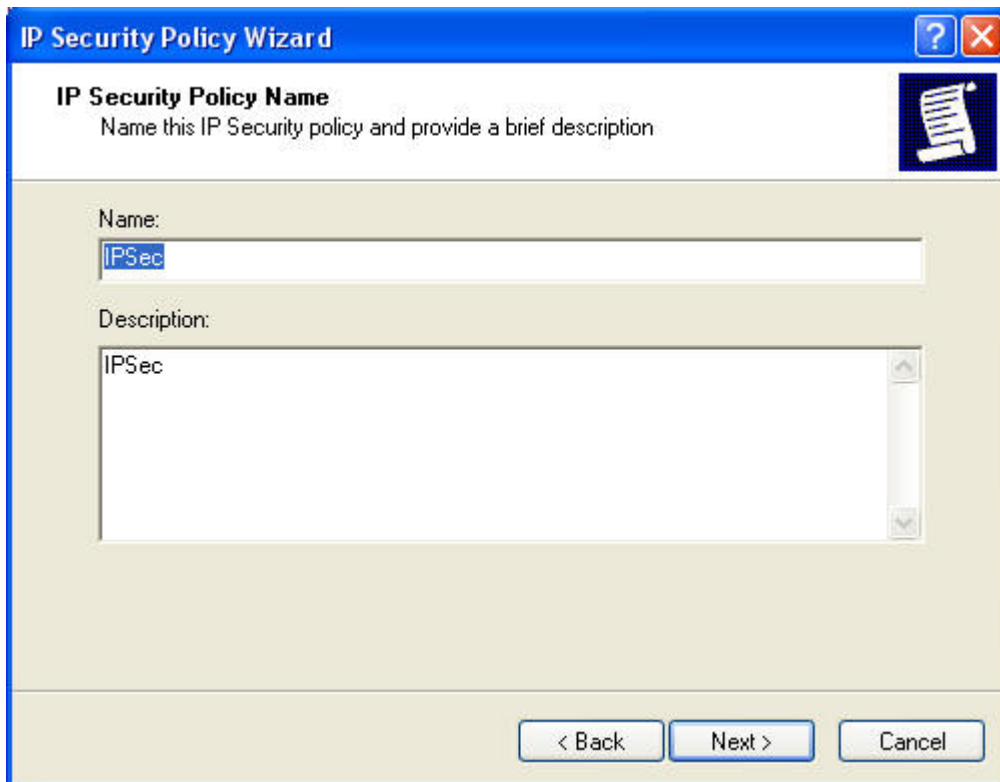 IP Security Policy Wizard
?
IP Security Policy Name
Name this IP Security policy and provide a brief description
Name:
IPSec
Description:
IPSec
< Back
Next >
Cancel